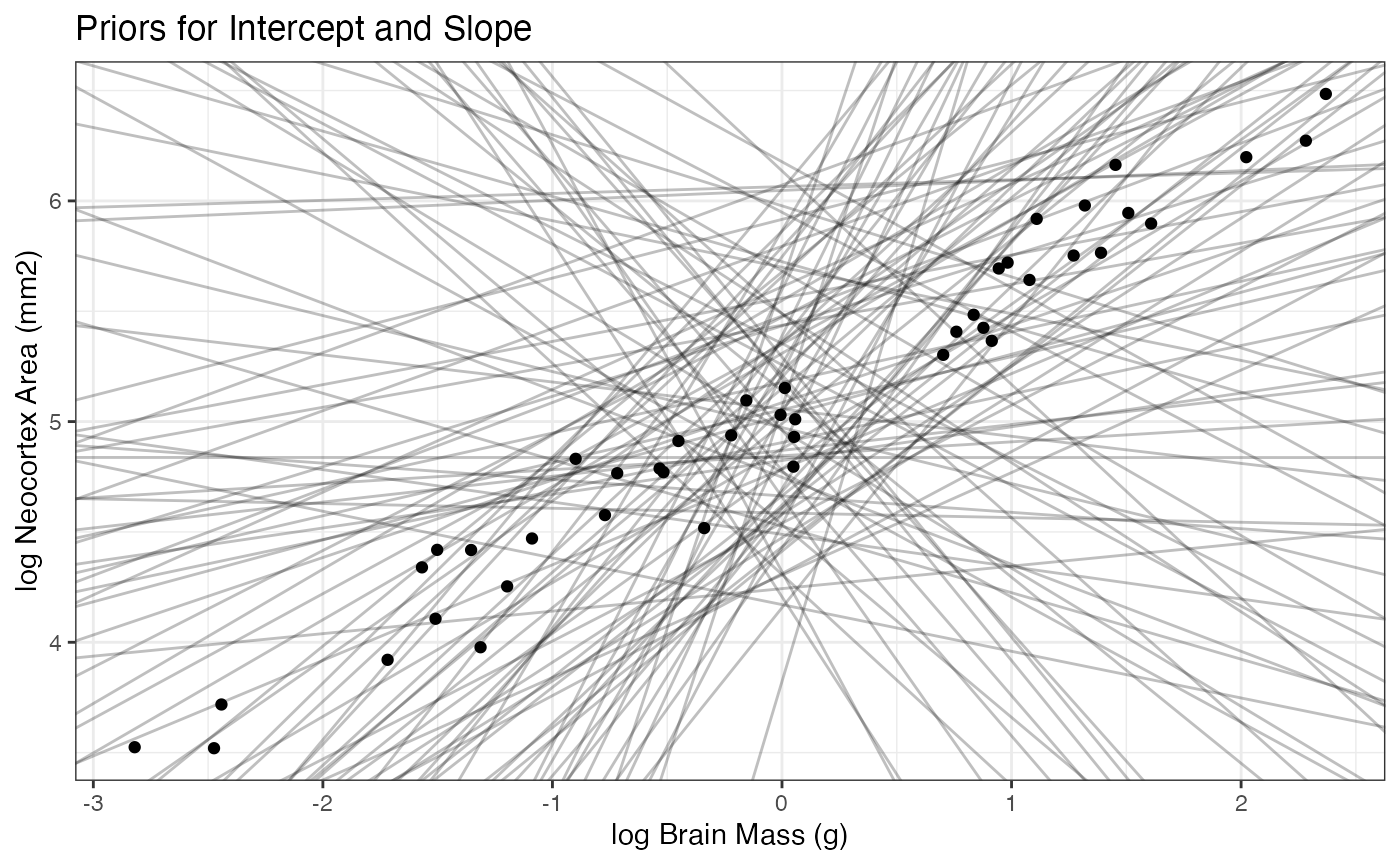 Priors for Intercept and Slope
log Neocortex Area (mm2)
6
5
4
-3 -2 -1 0 1 2
log Brain Mass (g)